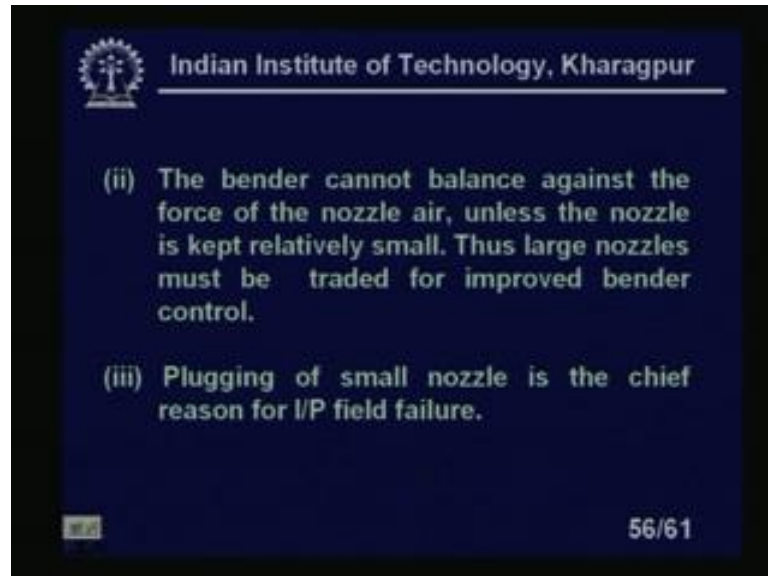 Indian Institute of Technology, Kharagpur
(ii) The bender cannot balance against the
force of the nozzle air, unless the nozzle
is kept relatively small. Thus large nozzles
must be traded for improved bender
control.
(iii) Plugging of small nozzle is the chief
reason for I/P field failure.
56/61